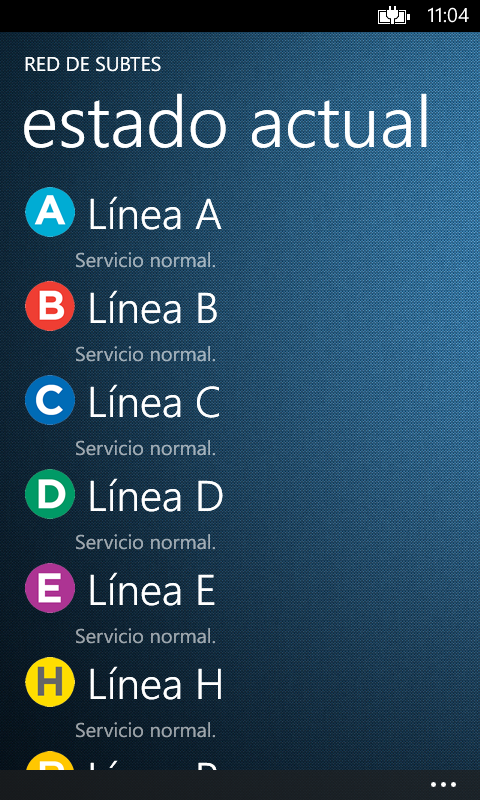 11:04
RED DE SUBTES
estado actual
A Línea A
Servicio normal.
B Línea B
Servicio normal.
C Línea C
Servicio normal.
D Línea D
Servicio normal.
E Línea E
Servicio normal.
H Línea H
Servicio normal.